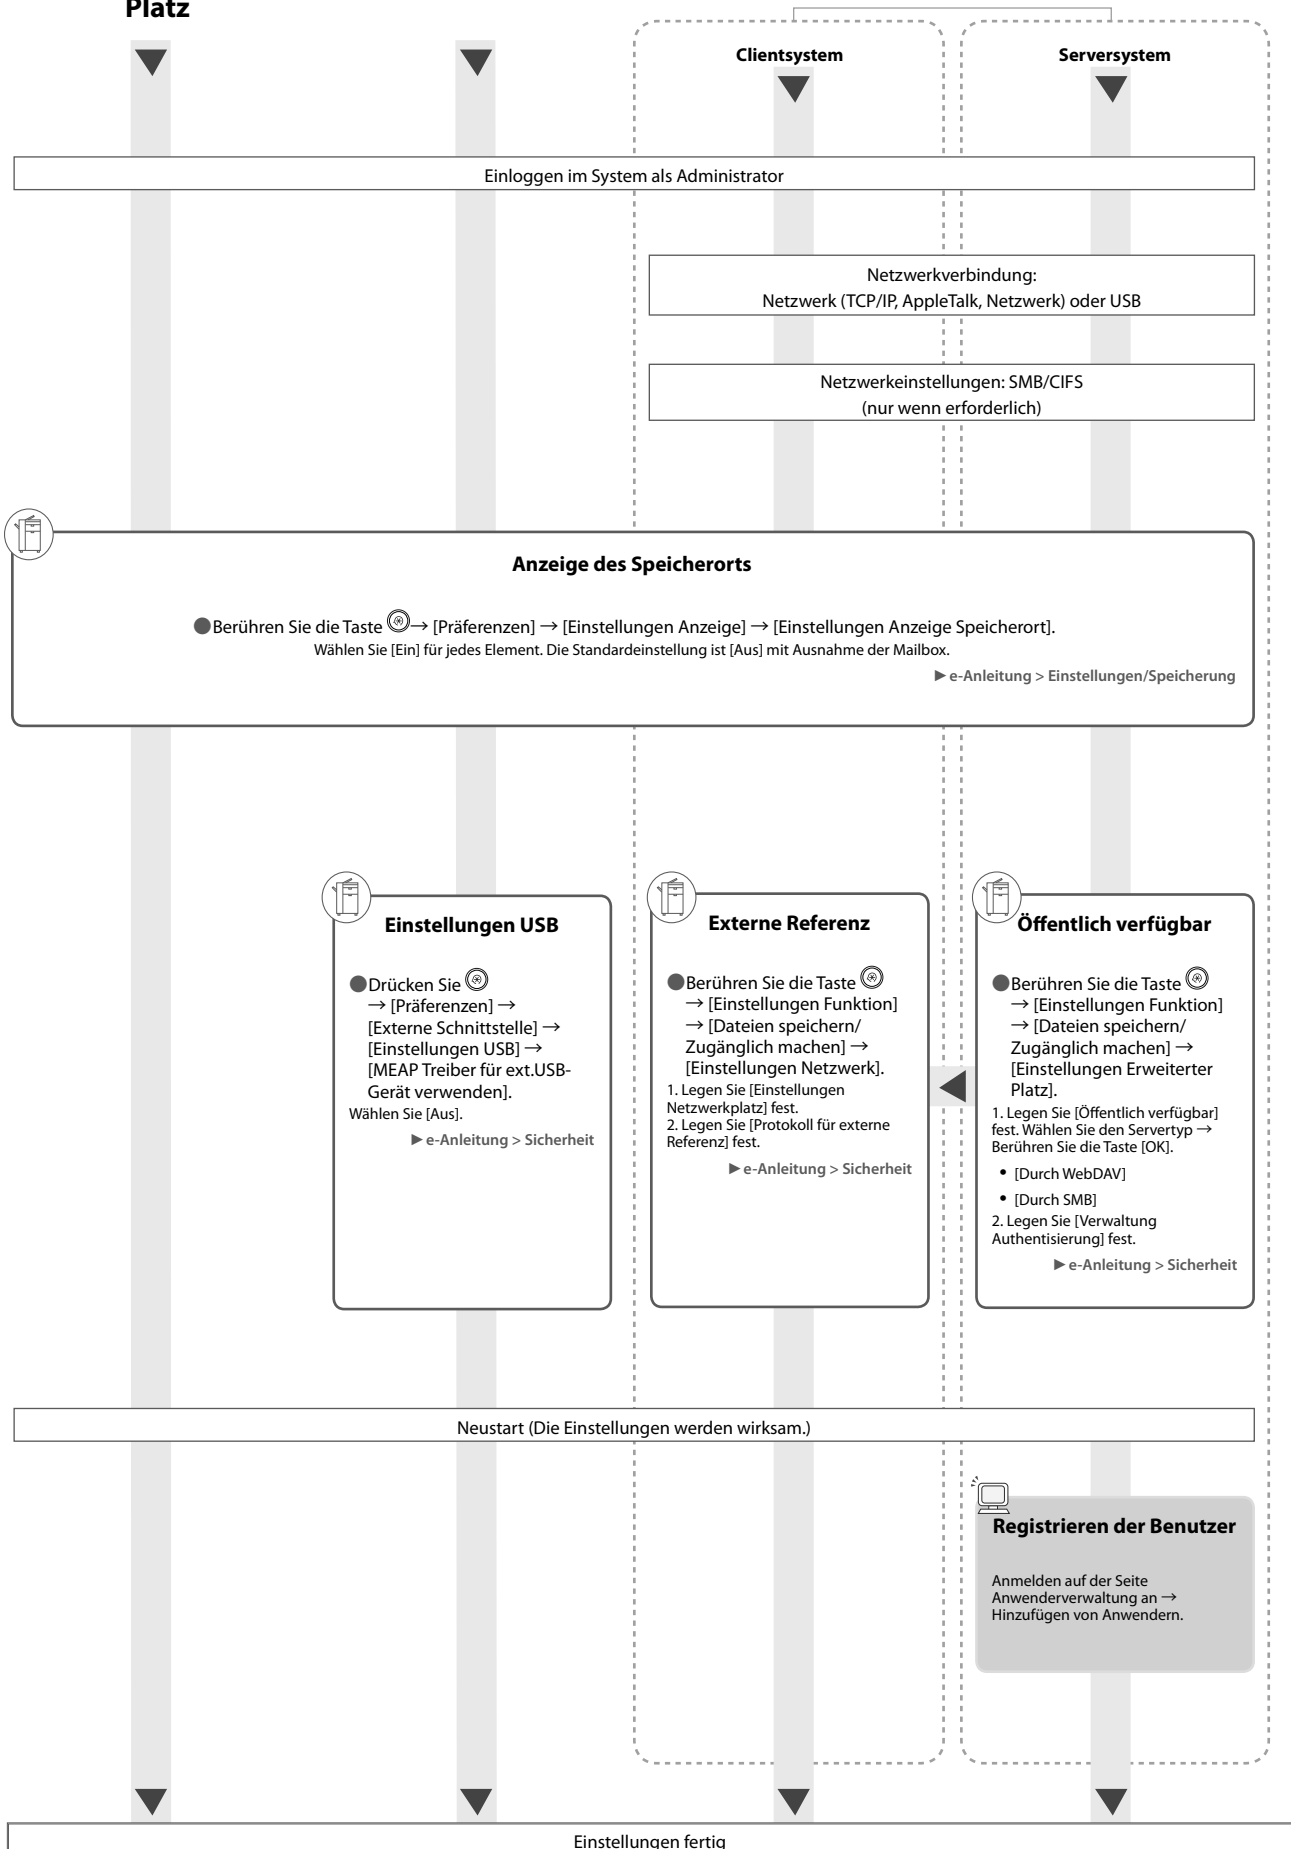 Platz
Clientsystem
Serversystem
Einloggen im System als Administrator
Netzwerkverbindung:
Netzwerk (TCP/IP, AppleTalk, Netzwerk) oder USB
Netzwerkeinstellungen: SMB/CIFS
(nur wenn erforderlich)
Anzeige des Speicherorts
●Berühren Sie die Taste → [Präferenzen] → [Einstellungen Anzeige] → [Einstellungen Anzeige Speicherort].
Wählen Sie [Ein] für jedes Element. Die Standardeinstellung ist [Aus] mit Ausnahme der Mailbox.
►e-Anleitung > Einstellungen/Speicherung
Einstellungen USB
●Drücken Sie
→ [Präferenzen] →
[Externe Schnittstelle] →
[Einstellungen USB] →
[MEAP Treiber für ext.USB-
Gerät verwenden].
Wählen Sie [Aus].
►e-Anleitung > Sicherheit
Externe Referenz
●Berühren Sie die Taste
→ [Einstellungen Funktion]
→ [Dateien speichern/
Zugänglich machen] →
[Einstellungen Netzwerk].
1. Legen Sie [Einstellungen
Netzwerkplatz] fest.
2. Legen Sie [Protokoll für externe
Referenz] fest.
►e-Anleitung > Sicherheit
Öffentlich verfügbar
●Berühren Sie die Taste
→ [Einstellungen Funktion]
→ [Dateien speichern/
Zugänglich machen] →
[Einstellungen Erweiterter
Platz].
1. Legen Sie [Öffentlich verfügbar]
fest. Wählen Sie den Servertyp →
Berühren Sie die Taste [OK].
• [Durch WebDAV]
• [Durch SMB]
2. Legen Sie [Verwaltung
Authentisierung] fest.
►e-Anleitung > Sicherheit
Neustart (Die Einstellungen werden wirksam.)
Registrieren der Benutzer
Anmelden auf der Seite
Anwenderverwaltung an →
Hinzufügen von Anwendern.
Einstellungen fertig